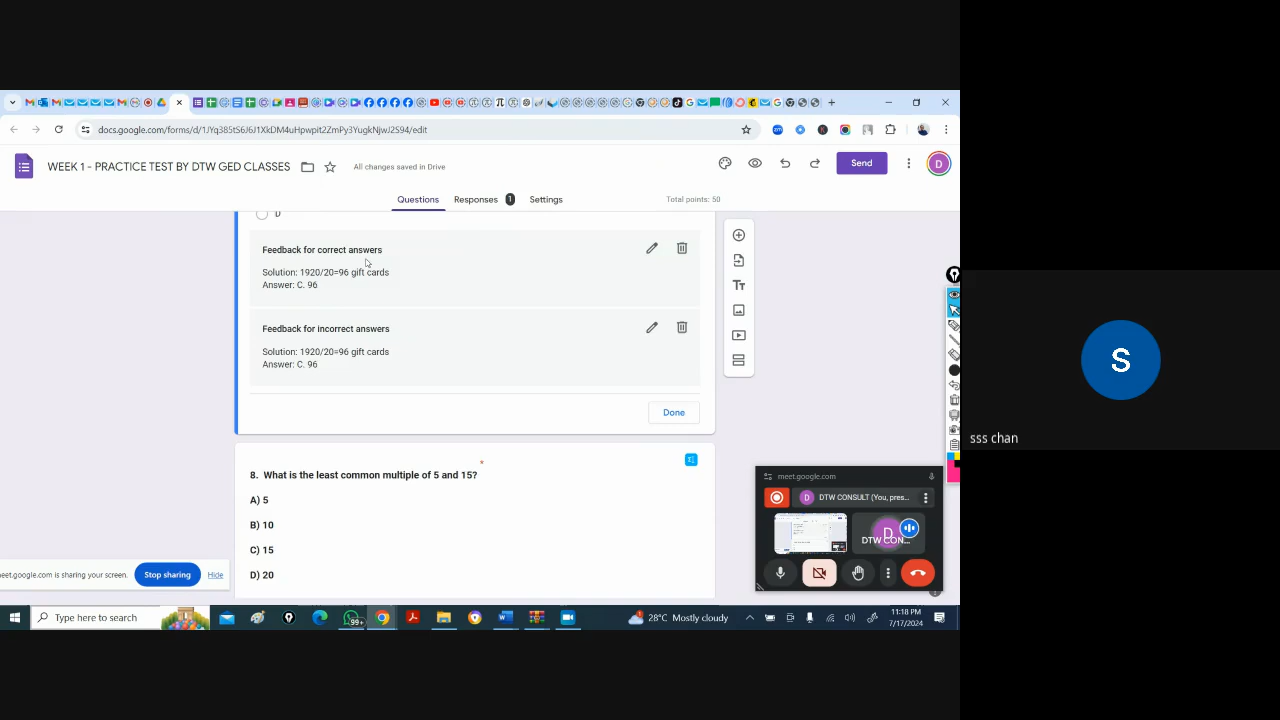 docs.google.com/forms/d/1JYq385tS6J6J1XkDM4uHpwpit2ZmPy3YugkNjwJ2S94/edit
WEEK 1 - PRACTICE TEST BY DTW GED CLASSES
All changes saved in Drive
Send
D
Questions
Responses
1
Settings
Total points: 50
D
Feedback for correct answers
Solution: 1920/20=96 gift cards
Answer: C. 96
Feedback for incorrect answers
Solution: 1920/20=96 gift cards
Answer: C. 96
Done
8. What is the least common multiple of 5 and 15?
*
A) 5
B) 10
C) 15
D) 20
meet.google.com
D
DTW CONSULT (You, pres...
D
DTW CON...
meet.google.com is sharing your screen.
Stop sharing
Hide
Type here to search
99+
28°C Mostly cloudy
11:18 PM
7/17/2024
S
sss chan